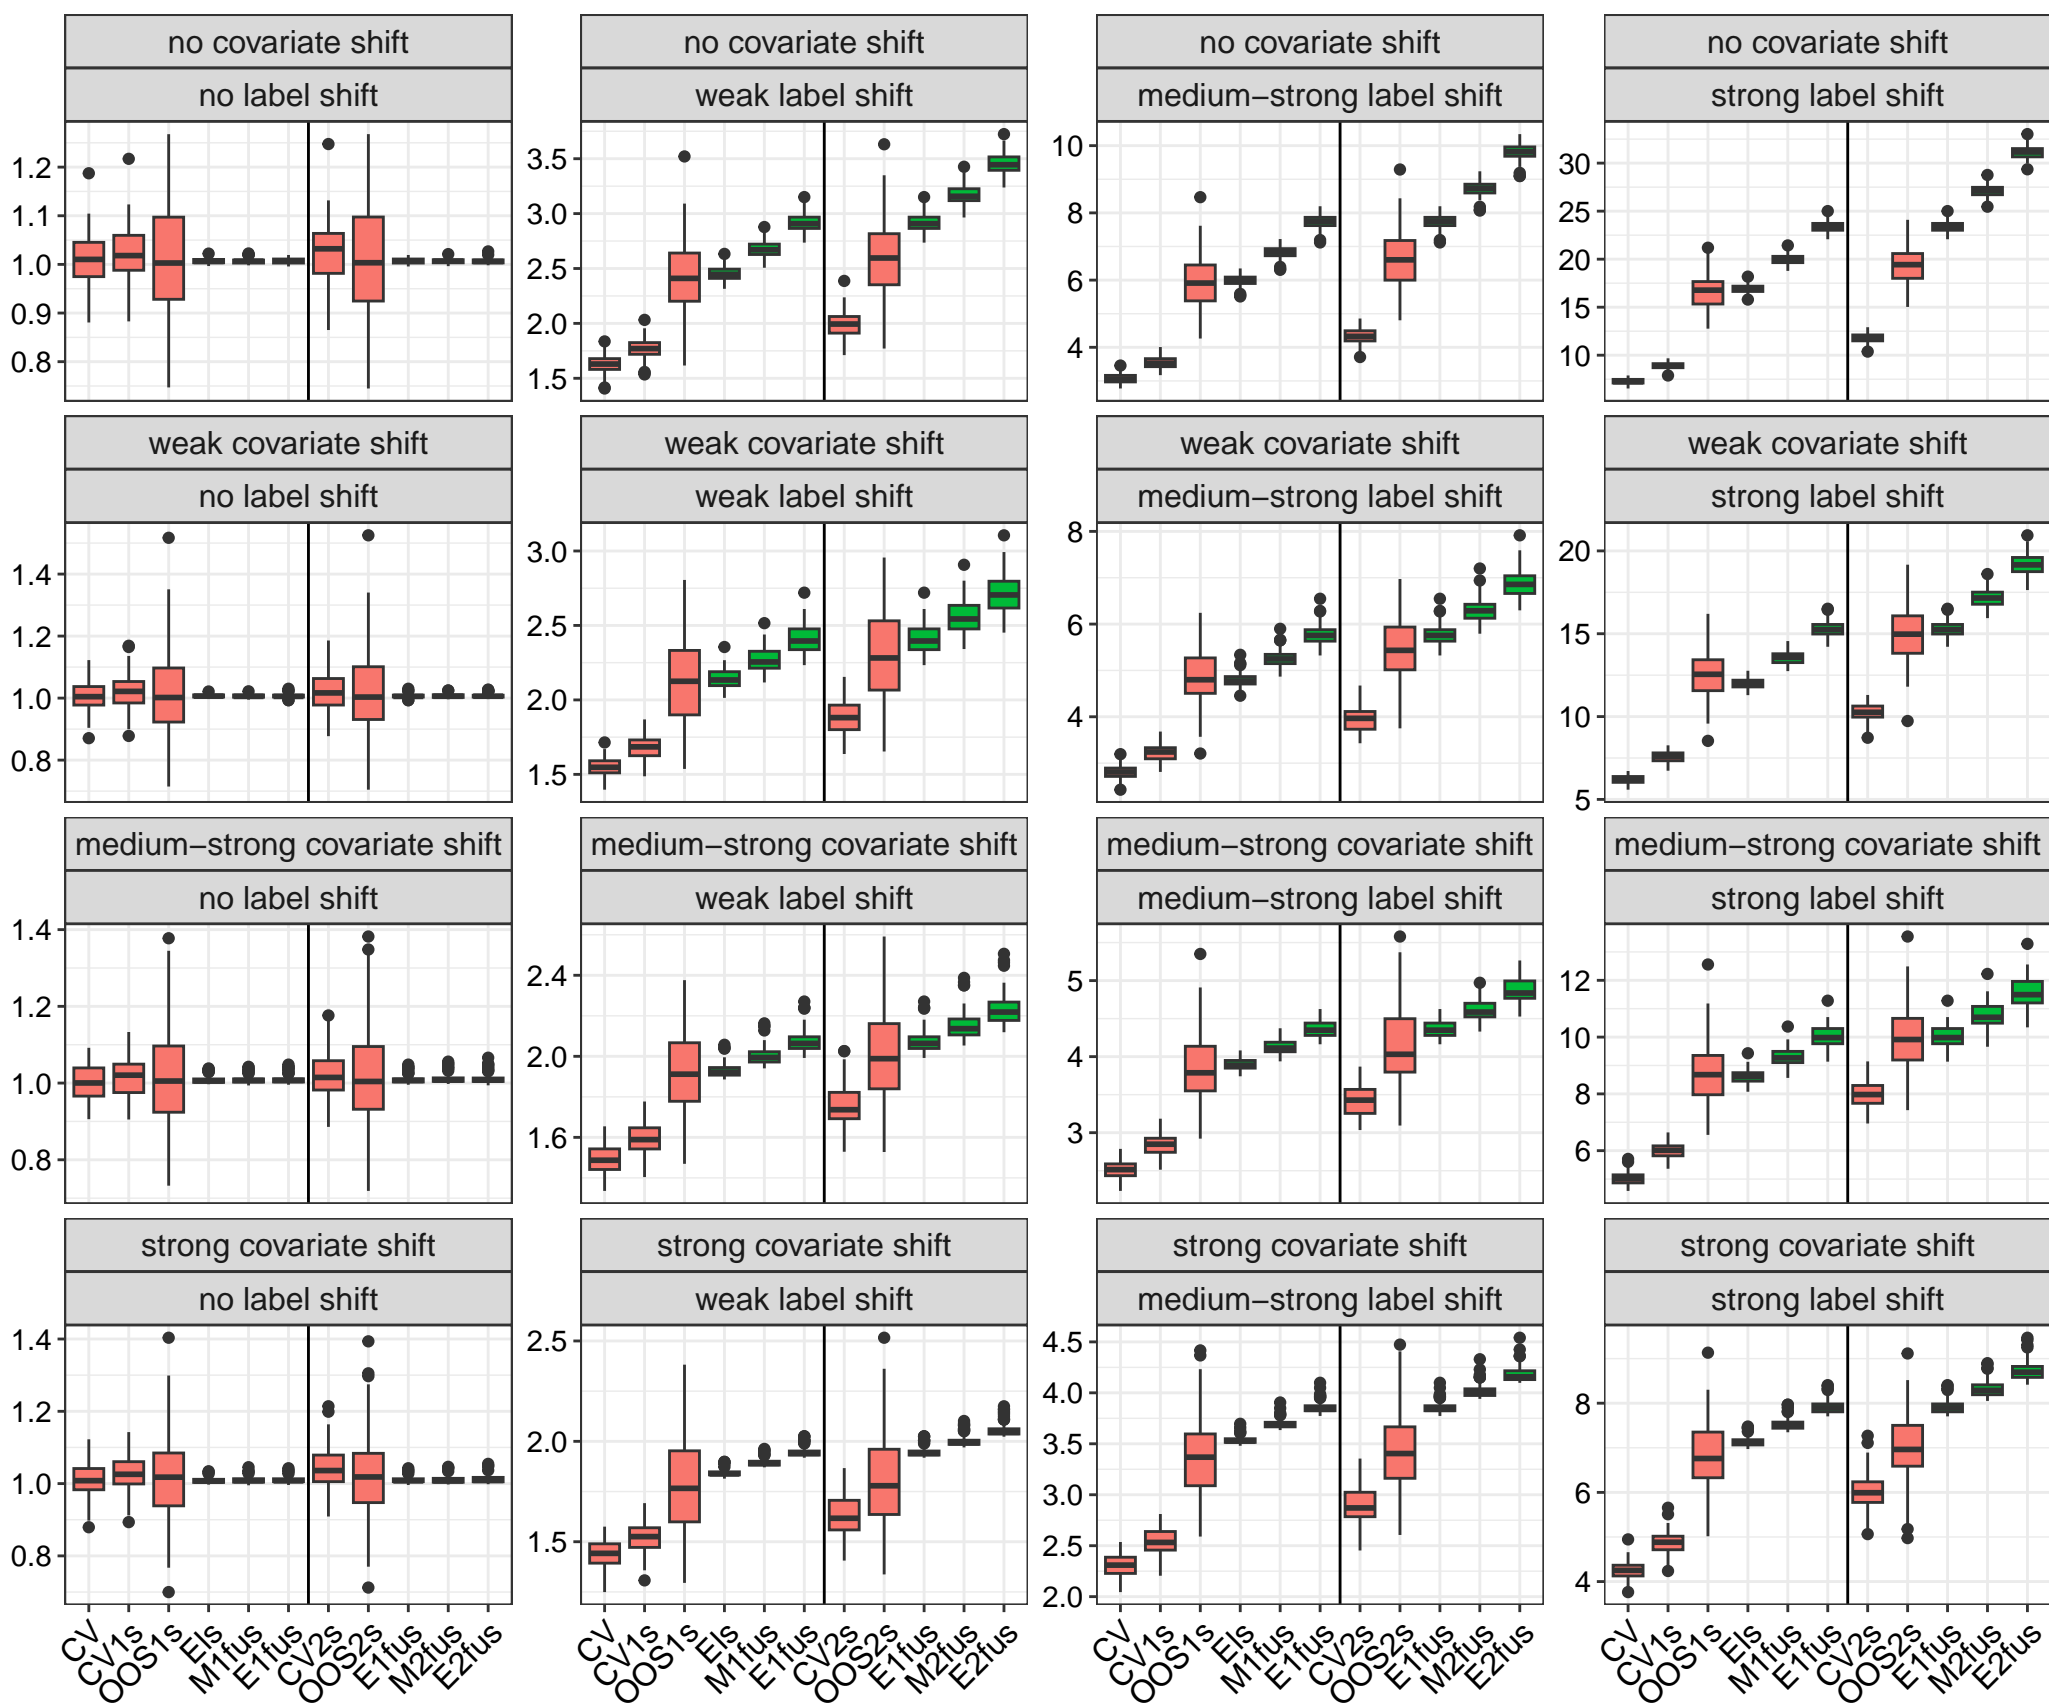 no covariate shift
no label shift
1.2
1.1
1.0
0.9
0.8
no covariate shift
weak label shift
3.5
3.0
2.5
2.0
1.5
no covariate shift
medium−strong label shift
10
8
6
4
no covariate shift
strong label shift
30
25
20
15
10
weak covariate shift
no label shift
1.4
1.2
1.0
0.8
weak covariate shift
weak label shift
3.0
2.5
2.0
1.5
weak covariate shift
medium−strong label shift
8
6
4
weak covariate shift
strong label shift
20
15
10
5
medium−strong covariate shift
no label shift
1.4
1.2
1.0
0.8
medium−strong covariate shift
weak label shift
2.4
2.0
1.6
medium−strong covariate shift
medium−strong label shift
5
4
3
medium−strong covariate shift
strong label shift
12
10
8
6
strong covariate shift
no label shift
1.4
1.2
1.0
0.8
strong covariate shift
weak label shift
2.5
2.0
1.5
strong covariate shift
medium−strong label shift
4.5
4.0
3.5
3.0
2.5
2.0
strong covariate shift
strong label shift
8
6
4
CV
CV1s
OOS1s
EIs
M1fus
E1fus
CV2s
OOS2s
E1fus
M2fus
E2fus
CV
CV1s
OOS1s
EIs
M1fus
E1fus
CV2s
OOS2s
E1fus
M2fus
E2fus
CV
CV1s
OOS1s
EIs
M1fus
E1fus
CV2s
OOS2s
E1fus
M2fus
E2fus
CV
CV1s
OOS1s
EIs
M1fus
E1fus
CV2s
OOS2s
E1fus
M2fus
E2fus